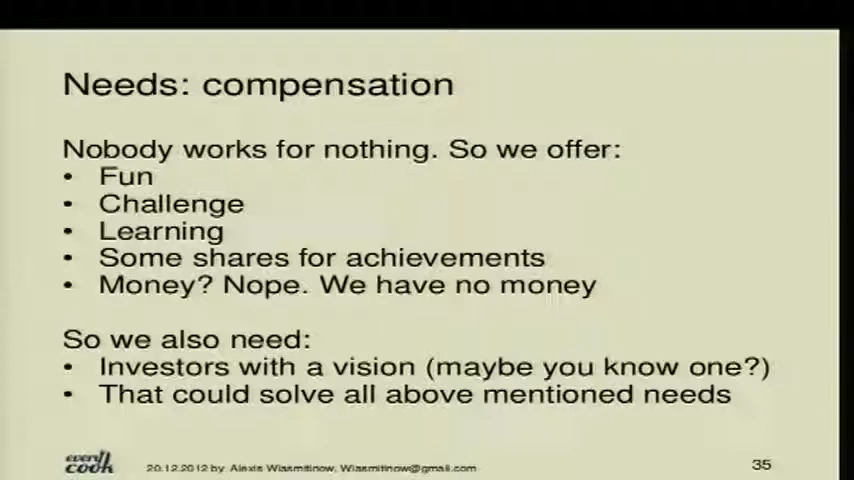 Needs: compensation
Nobody works for nothing. So we offer:
• Fun
• Challenge
• Learning
• Some shares for achievements
• Money? Nope. We have no money
So we also need:
• Investors with a vision (maybe you know one?)
• That could solve all above mentioned needs
every cook
20.12.2012 by Alexis Wiasmitinow, Wiasmitinow@gmail.com
35